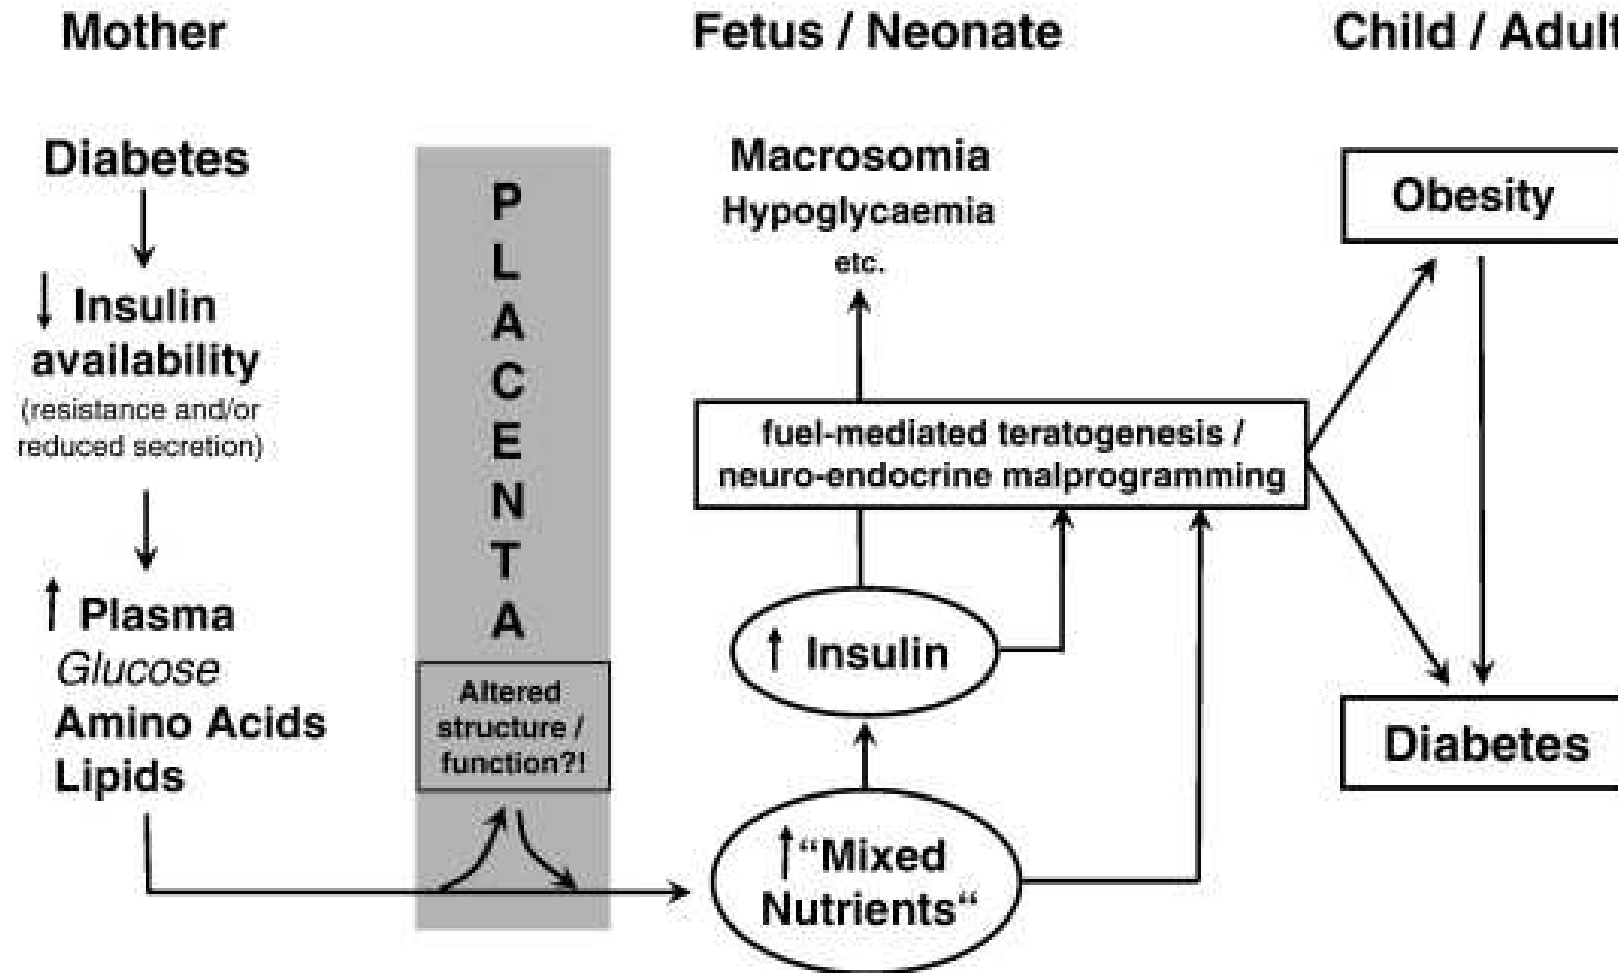 Mother
Fetus / Neonate
Child / Adult
Diabetes
↓ Insulin
availability
(resistance and/or
reduced secretion)
↑ Plasma
Glucose
Amino Acids
Lipids
P
L
A
C
E
N
T
A
Altered
structure /
function?!
Macrosomia
Hypoglycaemia
etc.
fuel-mediated teratogenesis /
neuro-endocrine malprogramming
↑ Insulin
↑“Mixed
Nutrients“
Obesity
Diabetes